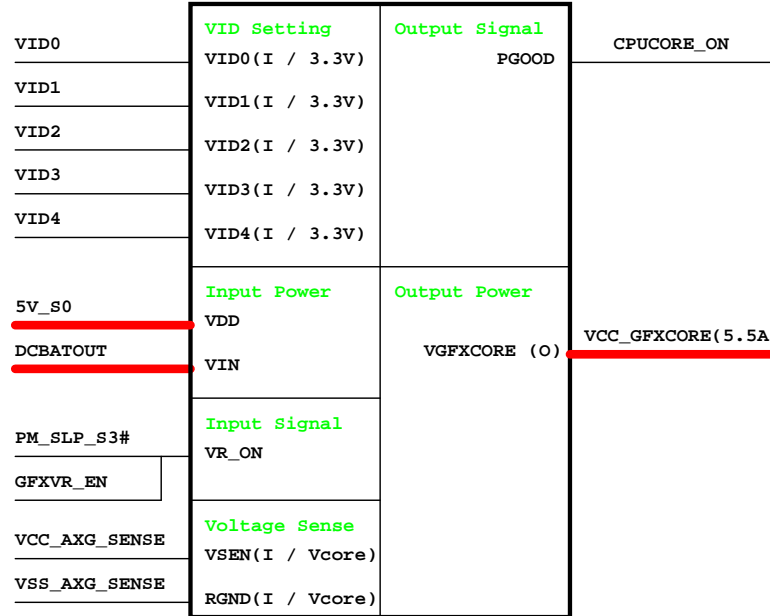 VID Setting
Output Signal
VID0
VID0(I / 3.3V)
PGOOD
CPUCORE_ON
VID1
VID1(I / 3.3V)
VID2
VID2(I / 3.3V)
VID3
VID3(I / 3.3V)
VID4
VID4(I / 3.3V)
Input Power
Output Power
5V_S0
VDD
DCBATOUT
VIN
VGFXCORE (O)
VCC_GFXCORE(5.5A
Input Signal
PM_SLP_S3#
VR_ON
GFXVR_EN
Voltage Sense
VCC_AXG_SENSE
VSEN(I / Vcore)
VSS_AXG_SENSE
RGND(I / Vcore)